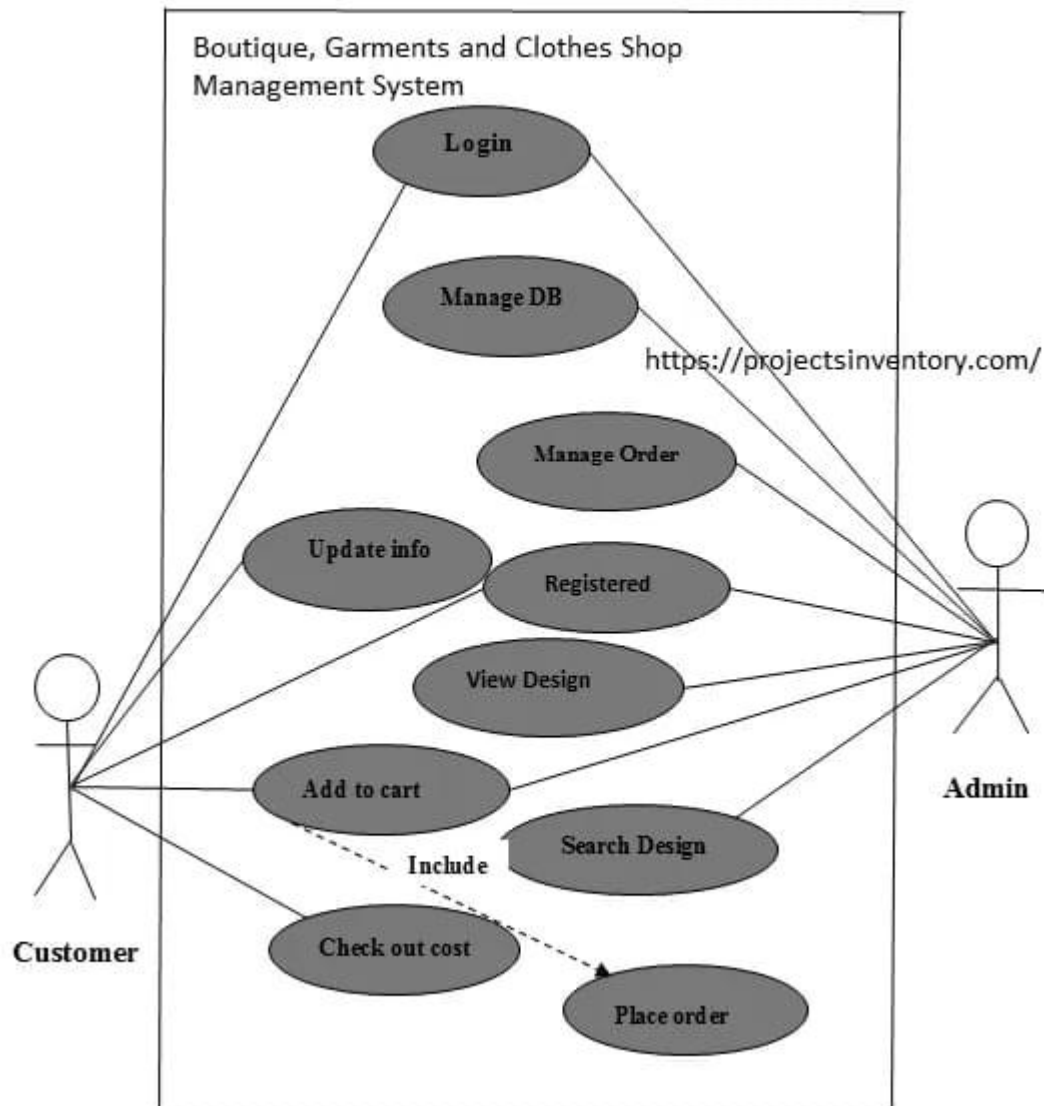 Boutique, Garments and Clothes Shop
Management System
Login
Manage DB
https://projectsinventory.com/
Manage Order
Update info
Registered
View Design
Add to cart
Admin
Search Design
Include
Customer
Check out cost
Place order